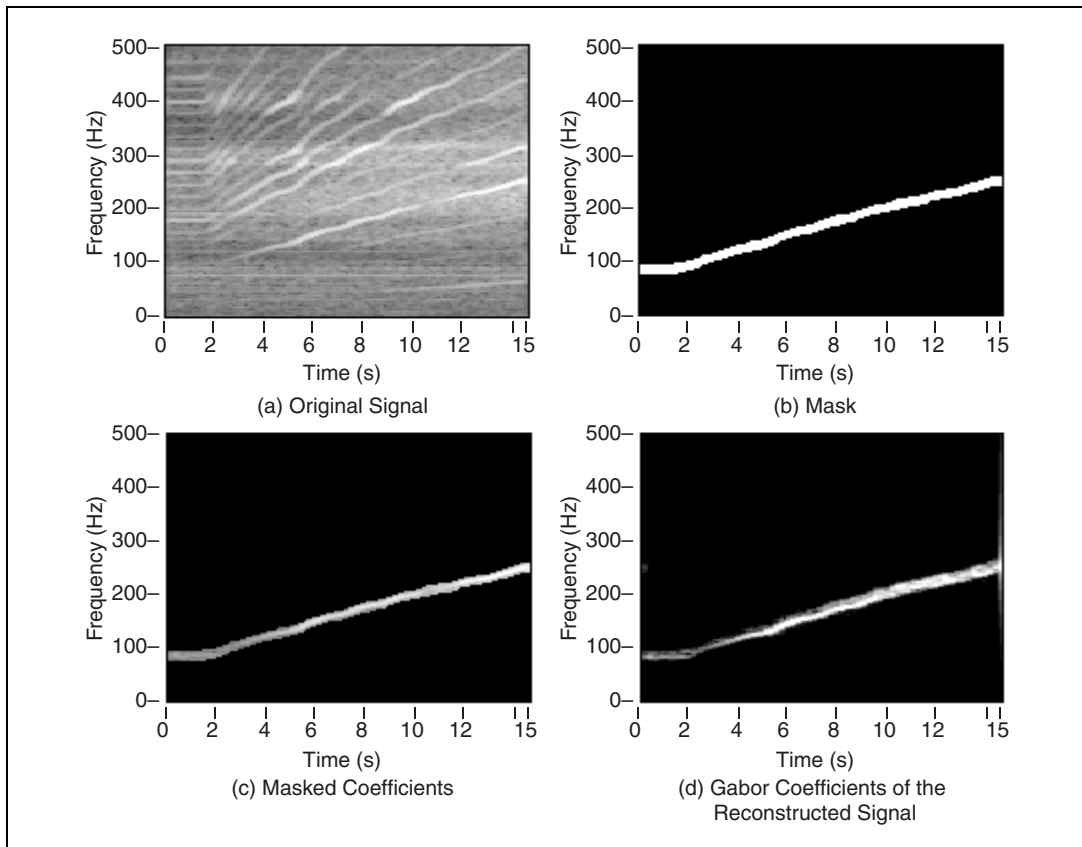 500–
400–
300–
200–
100–
0–
Frequency (Hz)
0 2 4 6 8 10 12 15
Time (s)
(a) Original Signal
500–
400–
300–
200–
100–
0–
Frequency (Hz)
0 2 4 6 8 10 12 15
Time (s)
(b) Mask
500–
400–
300–
200–
100–
0–
Frequency (Hz)
0 2 4 6 8 10 12 15
Time (s)
(c) Masked Coefficients
500–
400–
300–
200–
100–
0–
Frequency (Hz)
0 2 4 6 8 10 12 15
Time (s)
(d) Gabor Coefficients of the
Reconstructed Signal